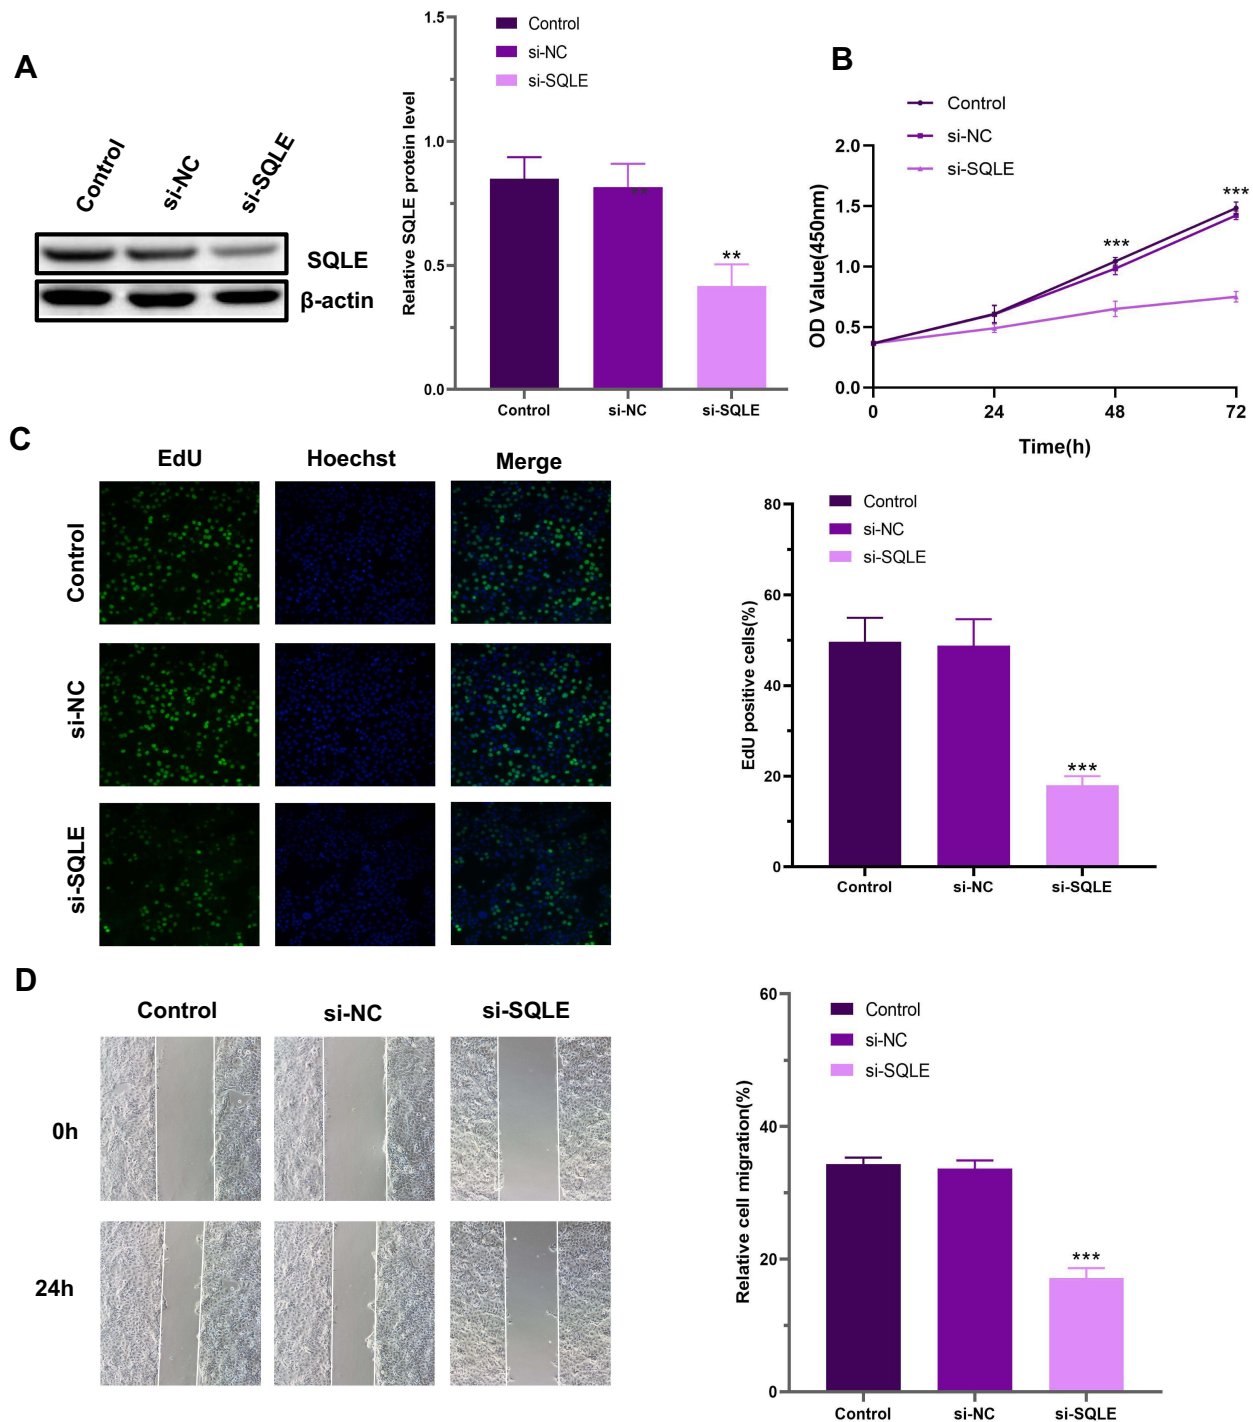 A
Control
si-NC
si-SQLE
SQLE
β-actin
Control
si-NC
si-SQLE
Relative SQLE protein level
1.5
1.0
0.5
0.0
**
**
Control
si-NC
si-SQLE
B
Control
si-NC
si-SQLE
OD Value(450nm)
2.0
1.5
1.0
0.5
0.0
***
***
0
24
48
72
Time(h)
C
EdU
Hoechst
Merge
Control
si-NC
si-SQLE
Control
si-NC
si-SQLE
EdU positive cells(%)
80
60
40
20
0
***
Control
si-NC
si-SQLE
D
Control
si-NC
si-SQLE
0h
24h
Control
si-NC
si-SQLE
Relative cell migration(%)
60
40
20
0
***
Control
si-NC
si-SQLE